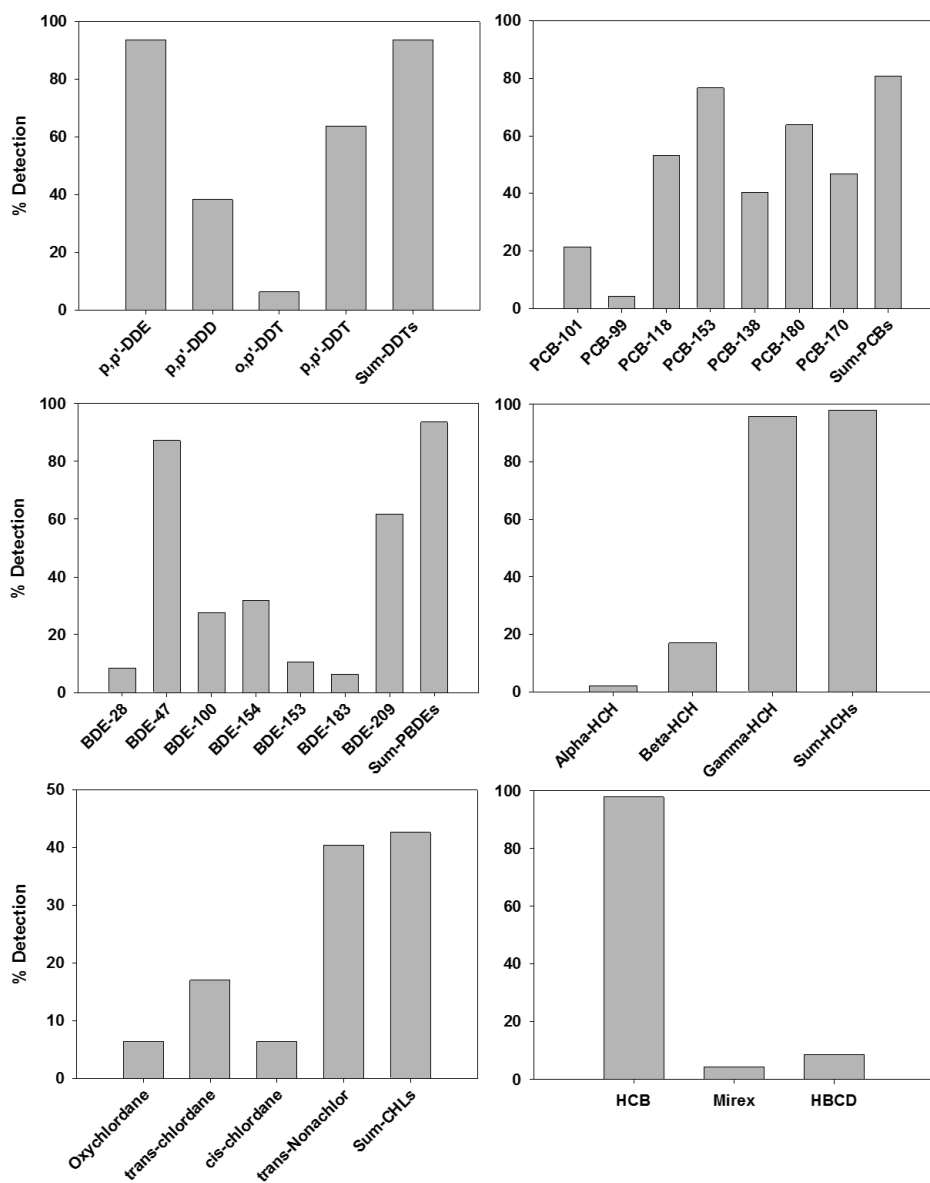 100
80
60
40
20
0
% Detection
p,p'-DDE
p,p'-DDD
o,p'-DDT
p,p'-DDT
Sum-DDTs
100
80
60
40
20
0
PCB-101
PCB-99
PCB-118
PCB-153
PCB-138
PCB-180
PCB-170
Sum-PCBs
100
80
60
40
20
0
% Detection
BDE-28
BDE-47
BDE-100
BDE-154
BDE-153
BDE-183
BDE-209
Sum-PBDEs
100
80
60
40
20
0
Alpha-HCH
Beta-HCH
Gamma-HCH
Sum-HCHs
50
40
30
20
10
0
% Detection
Oxychlordane
trans-chlordane
cis-chlordane
trans-Nonachlor
Sum-CHLs
100
80
60
40
20
0
HCB
Mirex
HBCD